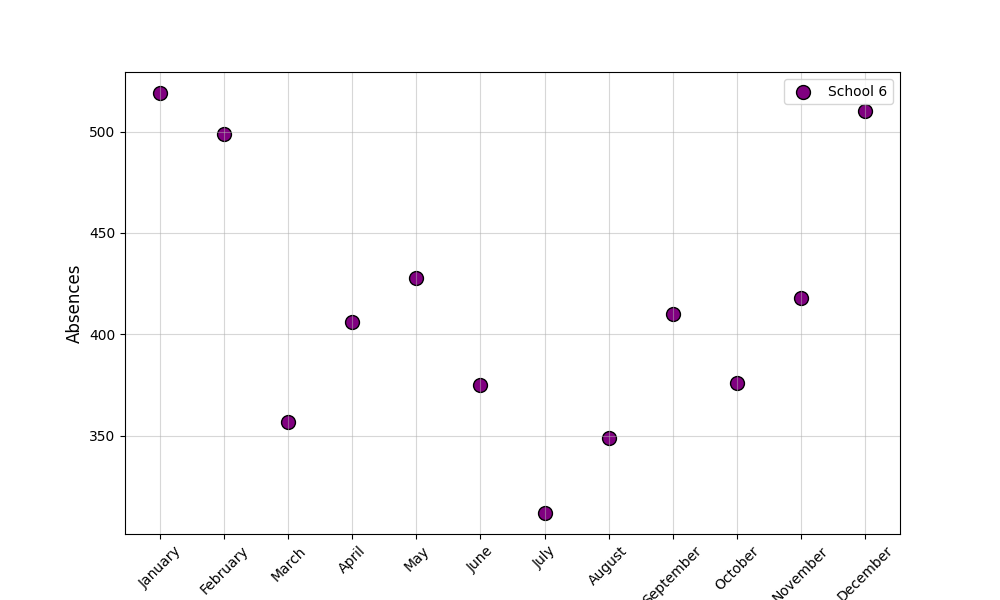 School 6
500
450
400
350
Absences
January
February
March
April
May
June
July
August
September
October
November
December